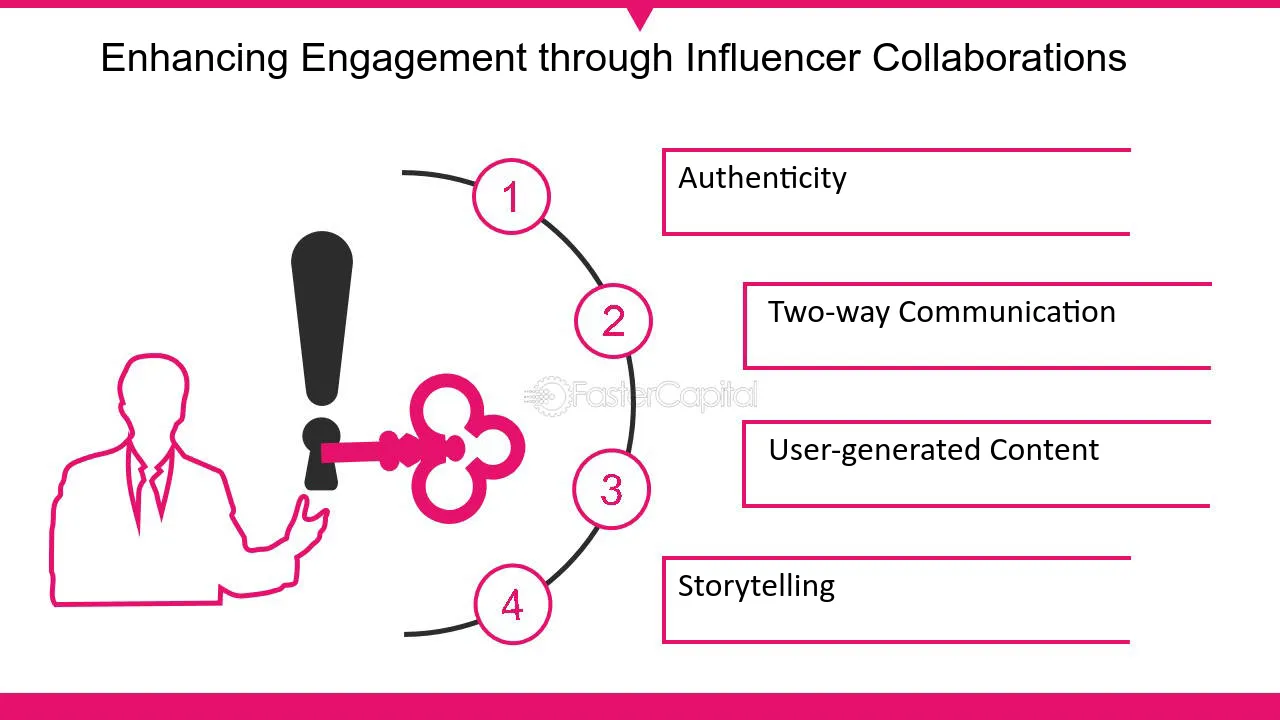 Enhancing Engagement through Influencer Collaborations
1
Authenticity
2
Two-way Communication
FasterCapital
3
User-generated Content
4
Storytelling